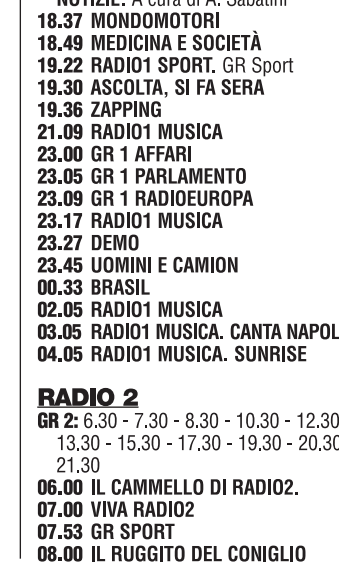 NOTIZIE. A cura di A. Sabatini
18.37 MONDOMOTORI
18.49 MEDICINA E SOCIETÀ
19.22 RADIO1 SPORT. GR Sport
19.30 ASCOLTA, SI FA SERA
19.36 ZAPPING
21.09 RADIO1 MUSICA
23.00 GR 1 AFFARI
23.05 GR 1 PARLAMENTO
23.09 GR 1 RADIOEUROPA
23.17 RADIO1 MUSICA
23.27 DEMO
23.45 UOMINI E CAMION
00.33 BRASIL
02.05 RADIO1 MUSICA
03.05 RADIO1 MUSICA. CANTA NAPOL
04.05 RADIO1 MUSICA. SUNRISE
RADIO 2
GR 2: 6.30 - 7.30 - 8.30 - 10.30 - 12.30
13.30 - 15.30 - 17.30 - 19.30 - 20.30
21.30
06.00 IL CAMMELLO DI RADIO2.
07.00 VIVA RADIO2
07.53 GR SPORT
08.00 IL RUGGITO DEL CONIGLIO